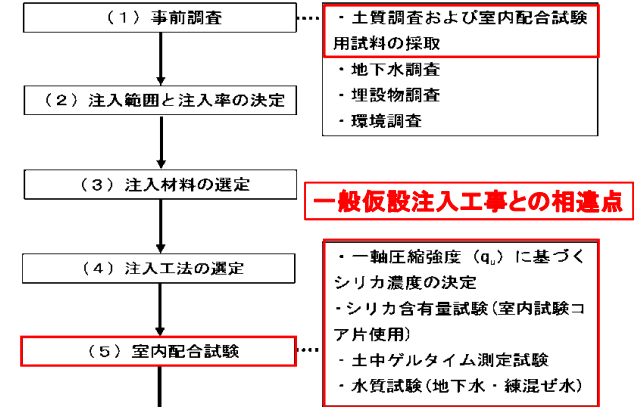 （１）事前調査
・土質調査および室内配合試験
用試料の採取
・地下水調査
・埋設物調査
・環境調査
（２）注入範囲と注入率の決定
（３）注入材料の選定
一般仮設注入工事との相違点
（４）注入工法の選定
・一軸圧縮強度（qu）に基づく
シリカ濃度の決定
・シリカ含有量試験(室内試験コ
ア片使用)
・土中ゲルタイム測定試験
・水質試験(地下水・練混ぜ水)
（５）室内配合試験